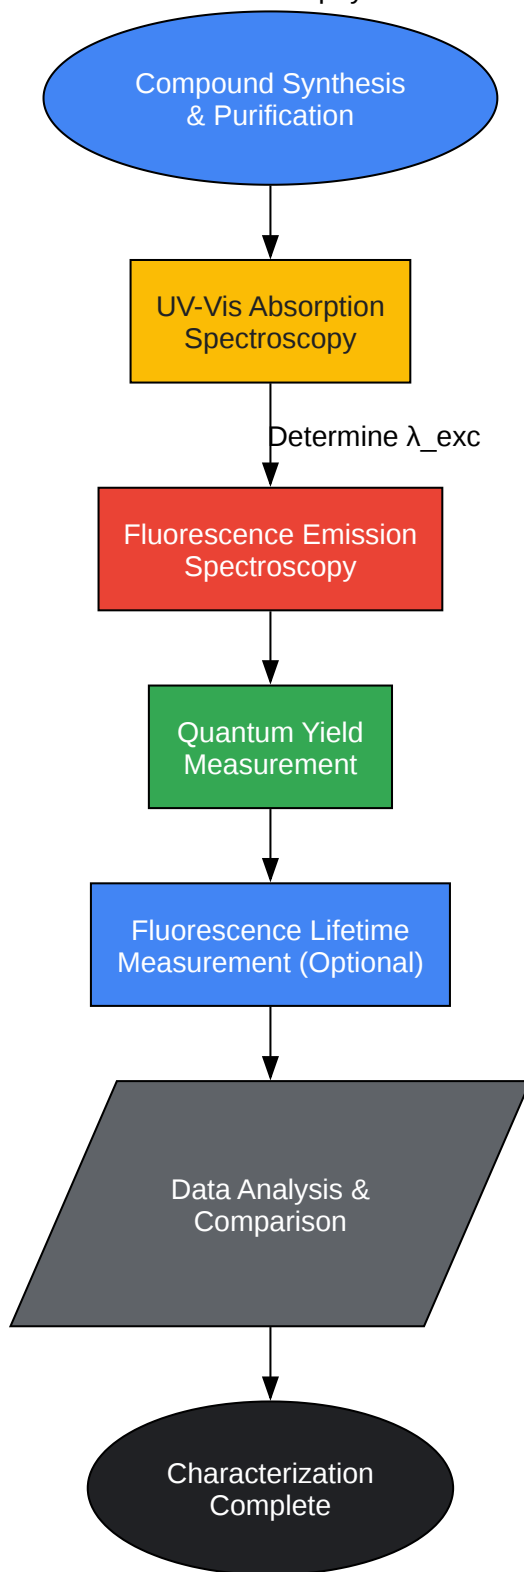 Compound Synthesis
& Purification
UV-Vis Absorption
Spectroscopy
Determine λ_exc
Fluorescence Emission
Spectroscopy
Quantum Yield
Measurement
Fluorescence Lifetime
Measurement (Optional)
Data Analysis &
Comparison
Characterization
Complete